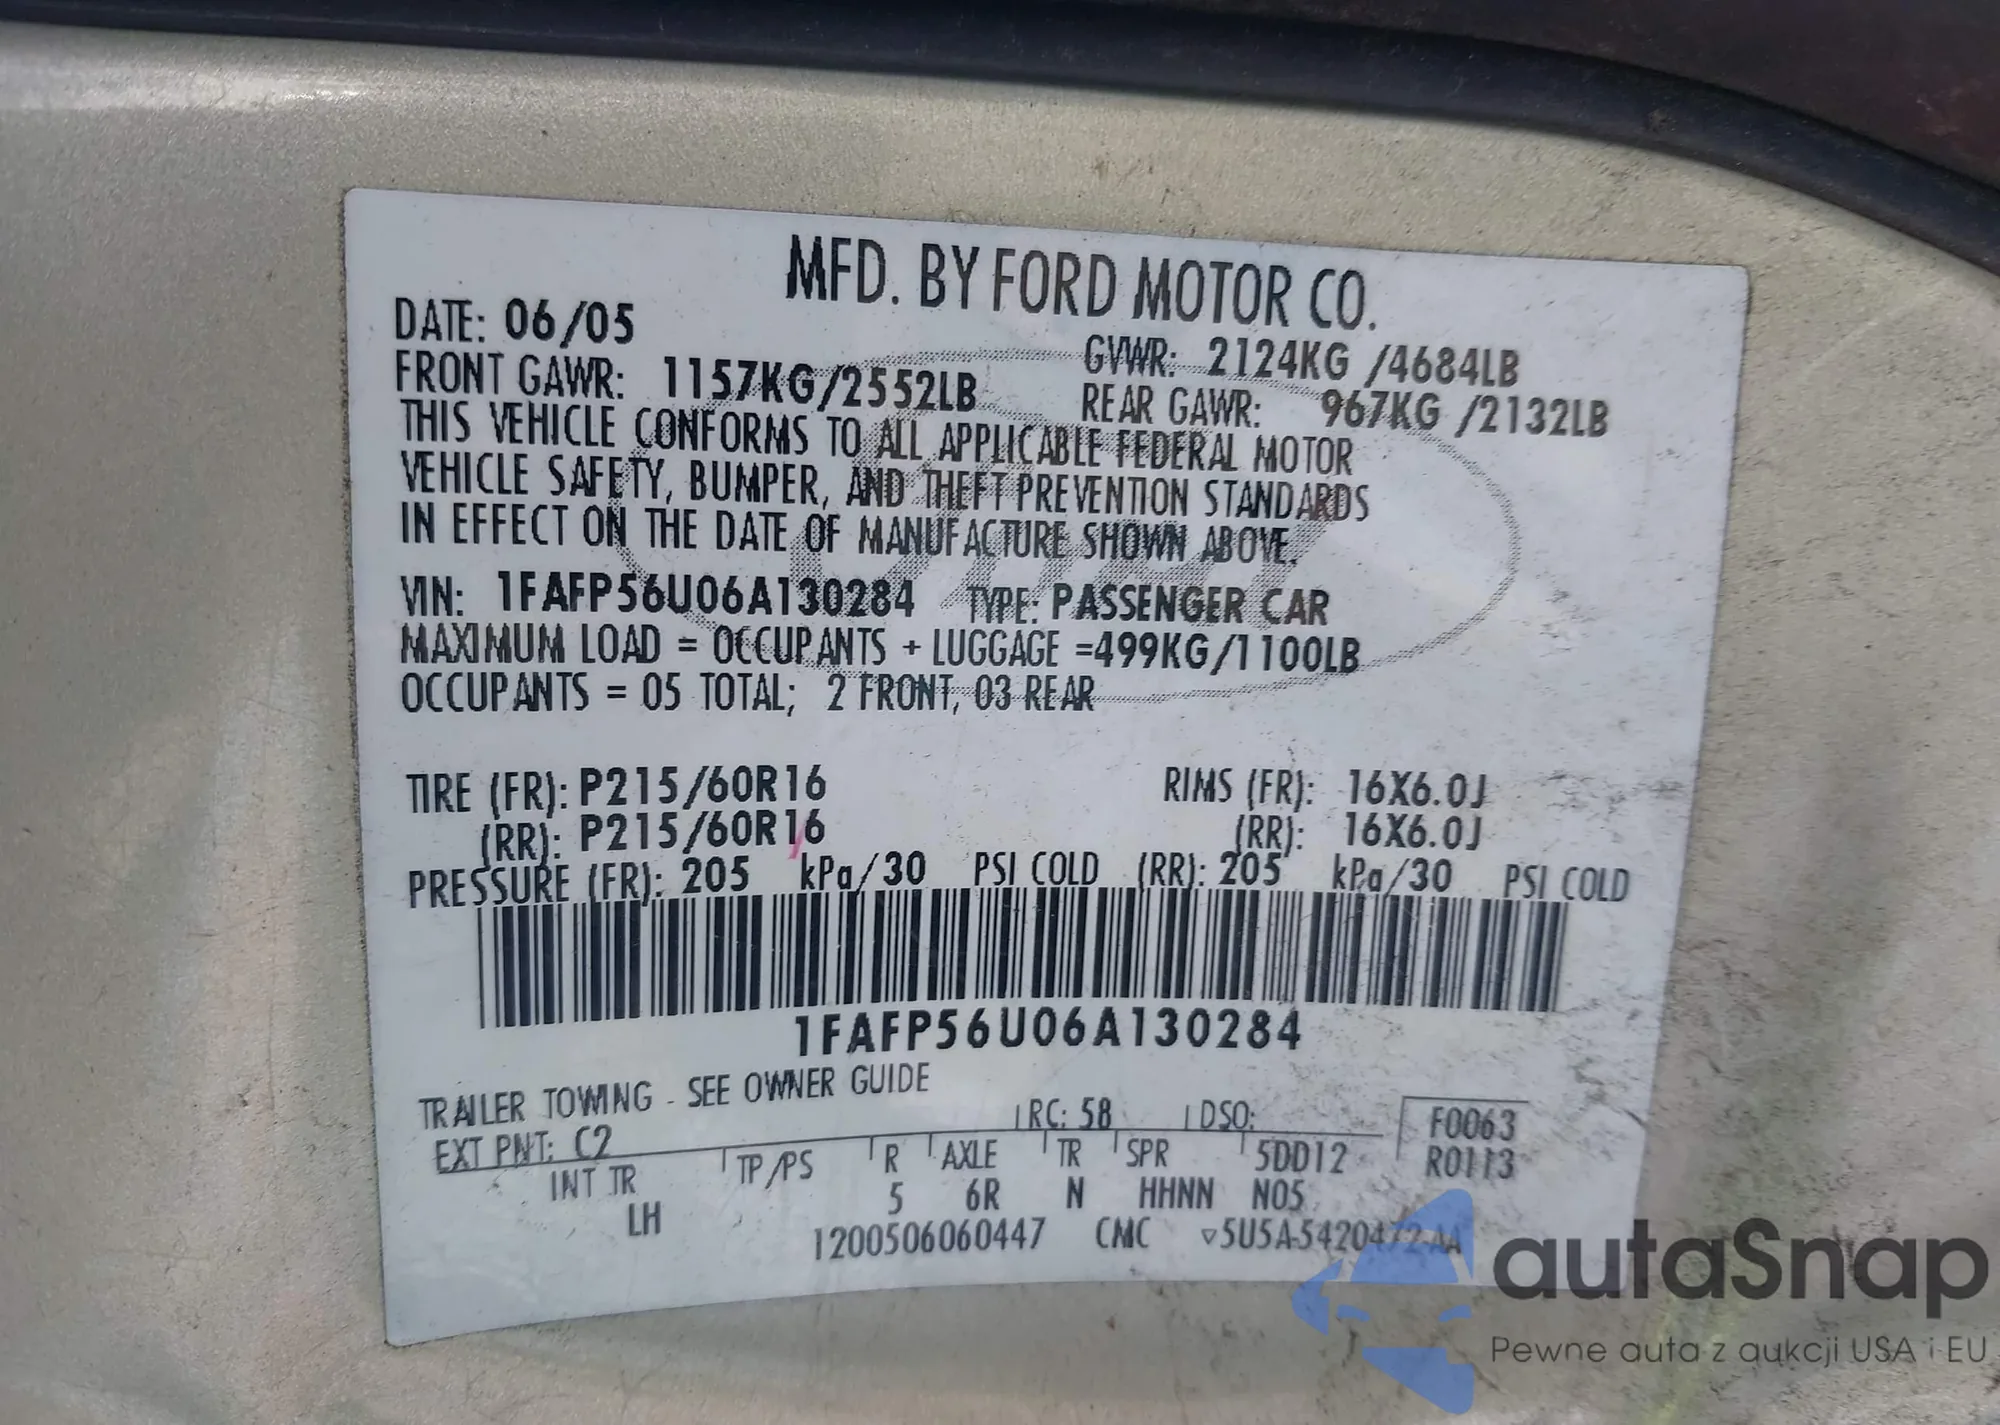 MFD. BY FORD MOTOR CO.
DATE: 06/05
GVWR: 2124KG /4684LB
FRONT GAWR: 1157KG/2552LB
REAR GAWR: 967KG /2132LB
THIS VEHICLE CONFORMS TO ALL APPLICABLE FEDERAL MOTOR
VEHICLE SAFETY, BUMPER, AND THEFT PREVENTION STANDARDS
IN EFFECT ON THE DATE OF MANUFACTURE SHOWN ABOVE.
VIN: 1FAFP56U06A130284 TYPE: PASSENGER CAR
MAXIMUM LOAD = OCCUPANTS + LUGGAGE =499KG/1100LB
OCCUPANTS = 05 TOTAL; 2 FRONT, 03 REAR
TIRE (FR): P215/60R16 RIMS (FR): 16X6.0J
(RR): P215/60R16 (RR): 16X6.0J
PRESSURE (FR): 205 kPa/30 PSI COLD (RR): 205 kPa/30 PSI COLD
1FAFP56U06A130284
TRAILER TOWING - SEE OWNER GUIDE
EXT PNT: C2 RC: 58 DSO: F0063
INT TR TP/PS R AXLE TR SPR 5DD12 R0113
LH 5 6R N HHNN N05
1200506060447 CMC ▿5U5A-5420472-AA
autaSnap
Pewne auta z aukcji USA i EU